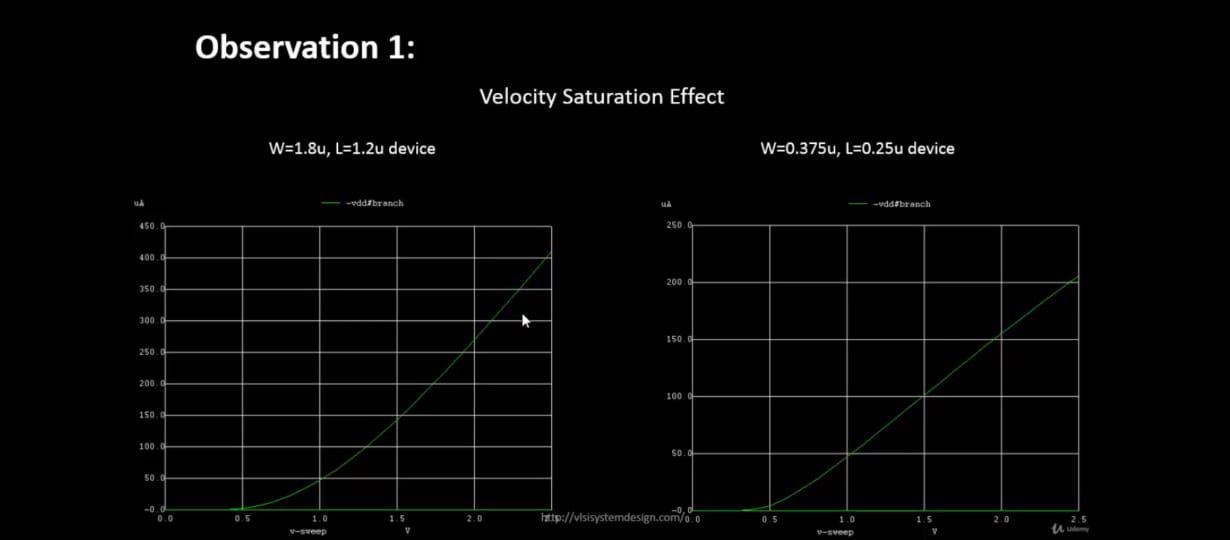 Observation 1:
Velocity Saturation Effect
W=1.8u, L=1.2u device
W=0.375u, L=0.25u device
uA
-vdd#branch
450.0
400.0
350.0
300.0
250.0
200.0
150.0
100.0
50.0
-0.0
0.0 0.5 1.0 1.5 2.0
v-sweep V
uA
-vdd#branch
250.0
200.0
150.0
100.0
50.0
-0.0
0.0 0.5 1.0 1.5 2.0 2.5
v-sweep V
http://vlsisystemdesign.com/
Udemy